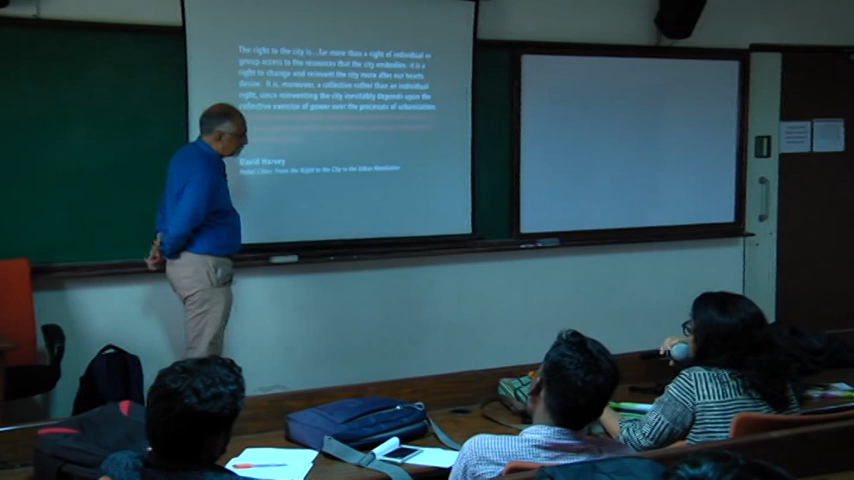 The right to the city is...far more than a right of individual or
group access to the resources that the city embodies. It is a
right to change and reinvent the city more after our hearts
desire. It is, moreover, a collective rather than an individual
right, since reinventing the city inevitably depends upon the
collective exercise of power over the processes of urbanization.
David Harvey
Rebel Cities: From the Right to the City to the Urban Revolution